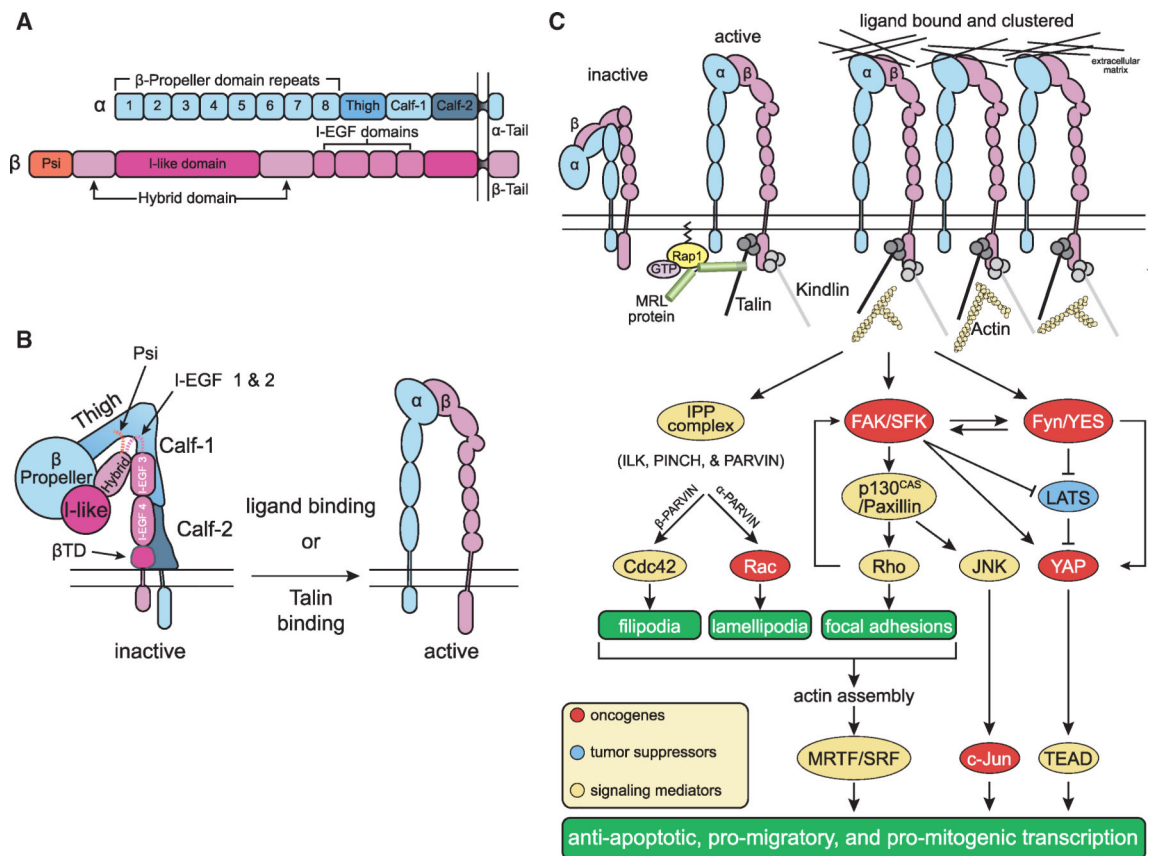 A
β-Propeller domain repeats
α
1 2 3 4 5 6 7 8 Thigh Calf-1 Calf-2
α-Tail
I-EGF domains
β
Psi
I-like domain
β-Tail
Hybrid domain
B
Psi
I-EGF 1 & 2
Thigh
Calf-1
β
Propeller
Hybrid
I-EGF 3
I-like
I-EGF 4
Calf-2
βTD
inactive
ligand binding
or
Talin
binding
α
β
active
C
ligand bound and clustered
active
inactive
extracellular
matrix
β
α
α
β
α
β
α
α
Rap1
GTP
MRL
protein
Talin
Kindlin
Actin
IPP
complex
(ILK, PINCH, & PARVIN)
β-PARVIN
α-PARVIN
FAK/SFK
Fyn/YES
p130CAS
/Paxillin
LATS
Cdc42
Rac
Rho
JNK
YAP
filipodia
lamellipodia
focal adhesions
actin assembly
oncogenes
tumor suppressors
signaling mediators
MRTF/SRF
c-Jun
TEAD
anti-apoptotic, pro-migratory, and pro-mitogenic transcription